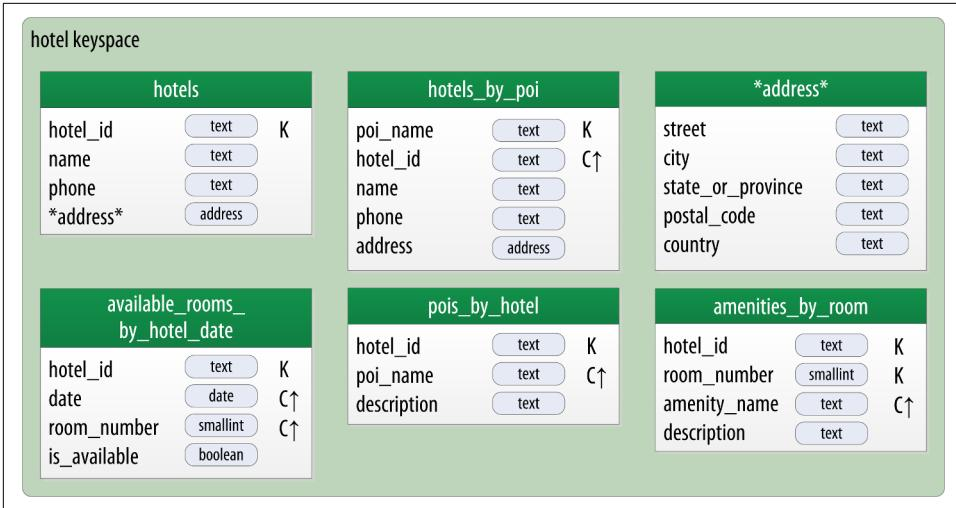 hotel keyspace
hotels
hotel_id text K
name text
phone text
*address* address
hotels_by_poi
poi_name text K
hotel_id text C↑
name text
phone text
address address
*address*
street text
city text
state_or_province text
postal_code text
country text
available_rooms_
by_hotel_date
hotel_id text K
date date C↑
room_number smallint C↑
is_available boolean
pois_by_hotel
hotel_id text K
poi_name text C↑
description text
amenities_by_room
hotel_id text K
room_number smallint K
amenity_name text C↑
description text